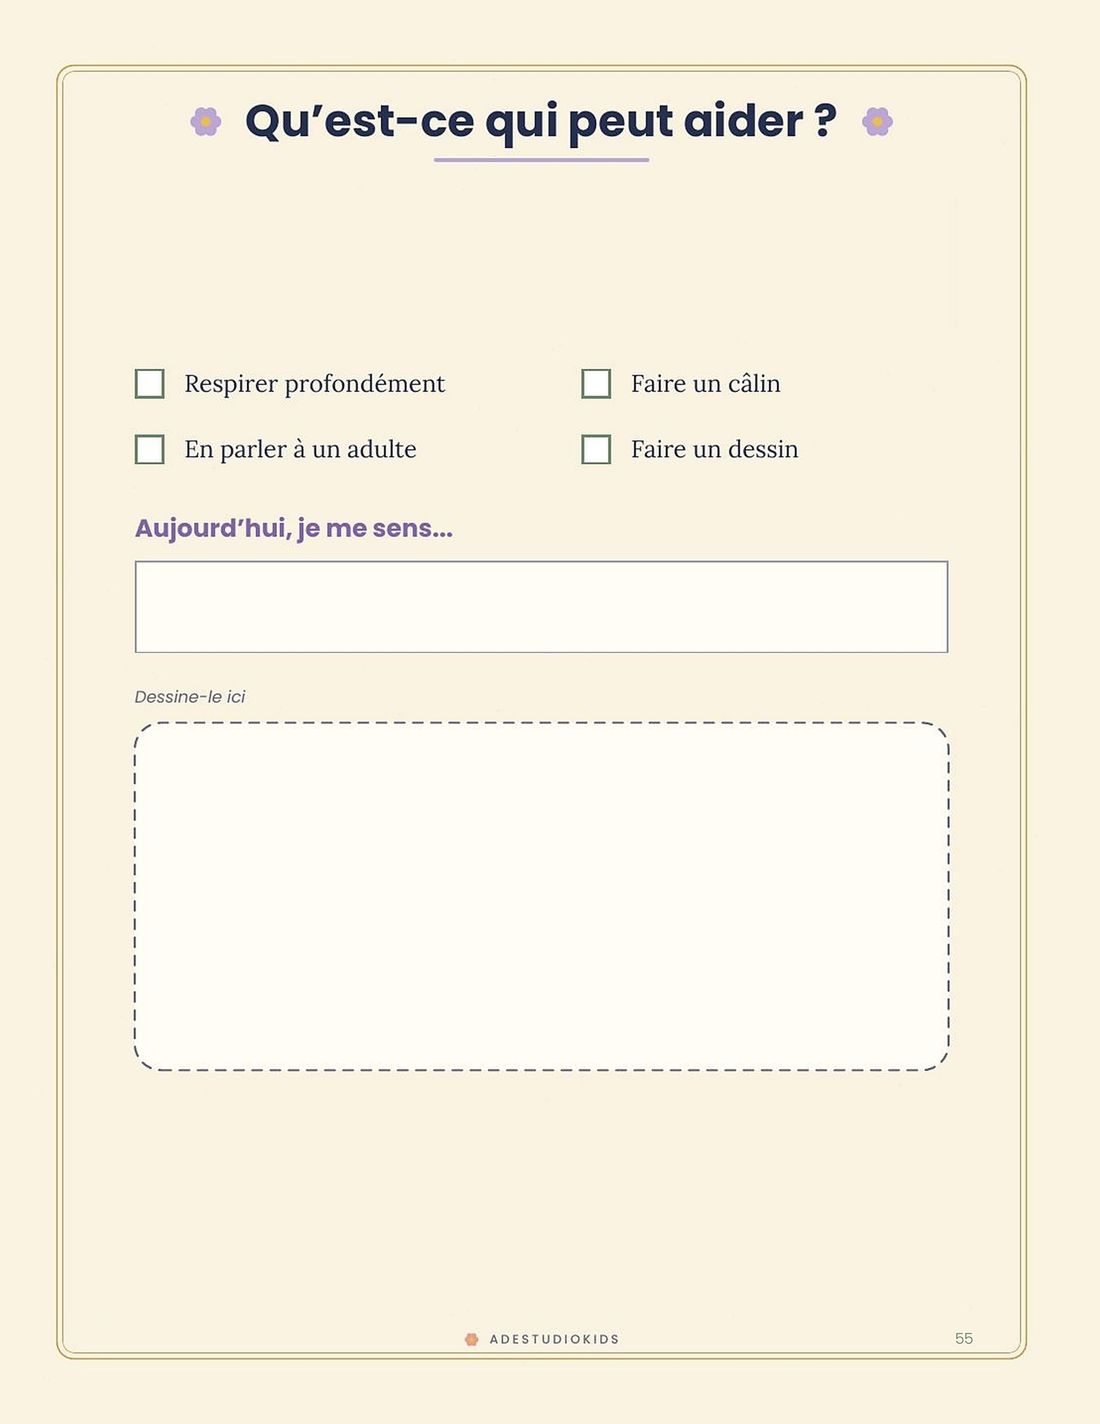 Qu’est-ce qui peut aider ?
Respirer profondément
Faire un câlin
En parler à un adulte
Faire un dessin
Aujourd’hui, je me sens...
Dessine-le ici
ADESTUDIOKIDS
55